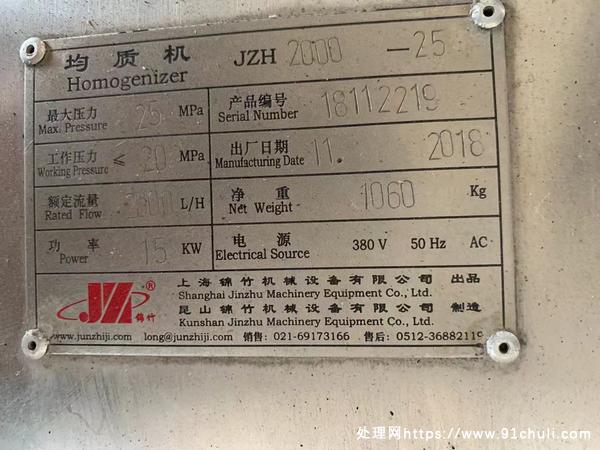 均质机 JZH 2000 -25
Homogenizer
最大压力 25 MPa 产品编号 18112219
Max. Pressure Serial Number
工作压力 ≤ 20 MPa 出厂日期 11. 2018
Working Pressure Manufacturing Date
额定流量 2000 L/H 净重 1060 Kg
Rated Flow Net Weight
功率 15 KW 电源 380 V 50 Hz AC
Power Electrical Source
JZ® 锦竹
上海锦竹机械设备有限公司 出品
Shanghai Jinzhu Machinery Equipment Co., Ltd.
昆山锦竹机械设备有限公司 制造
Kunshan Jinzhu Machinery Equipment Co., Ltd.
www.junzhiji.com long@junzhiji.com 销售: 021-69173166 售后: 0512-36882119
处理网https://www.91chuli.com/